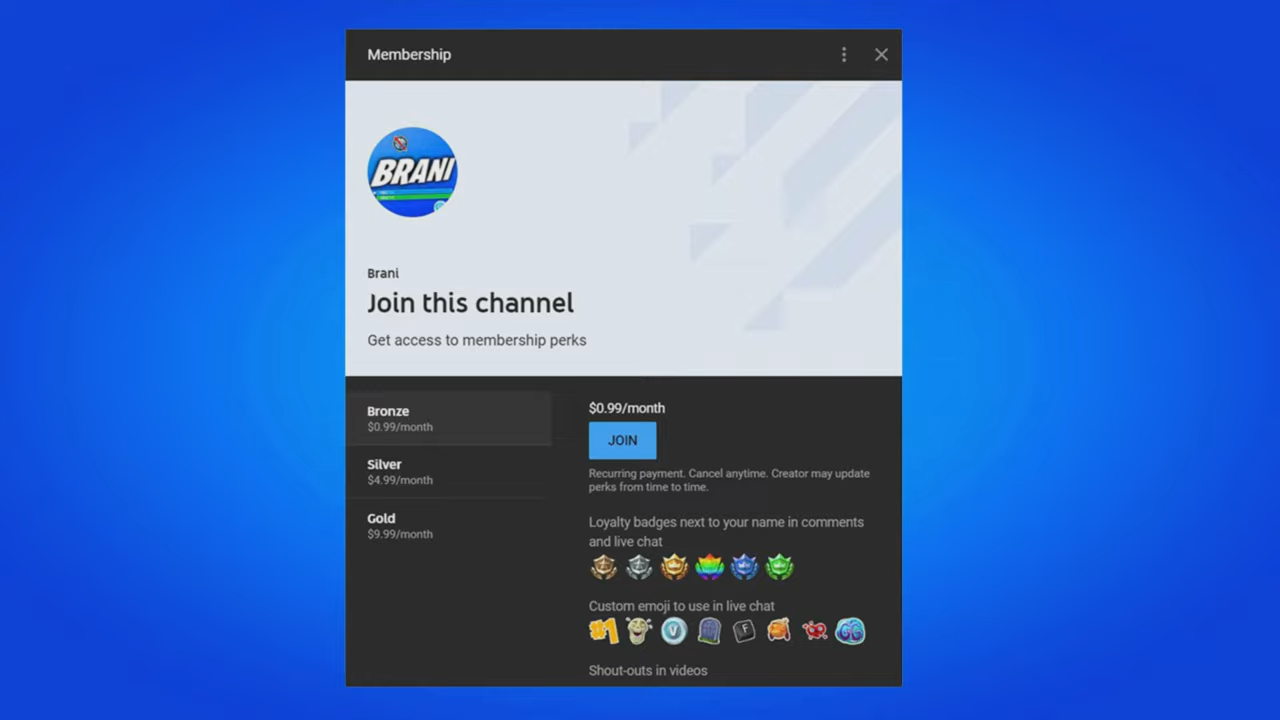 Membership
BRANI
Brani
Join this channel
Get access to membership perks
Bronze
$0.99/month
Silver
$4.99/month
Gold
$9.99/month
$0.99/month
JOIN
Recurring payment. Cancel anytime. Creator may update
perks from time to time.
Loyalty badges next to your name in comments
and live chat
Custom emoji to use in live chat
#1
V
F
GG
Shout-outs in videos